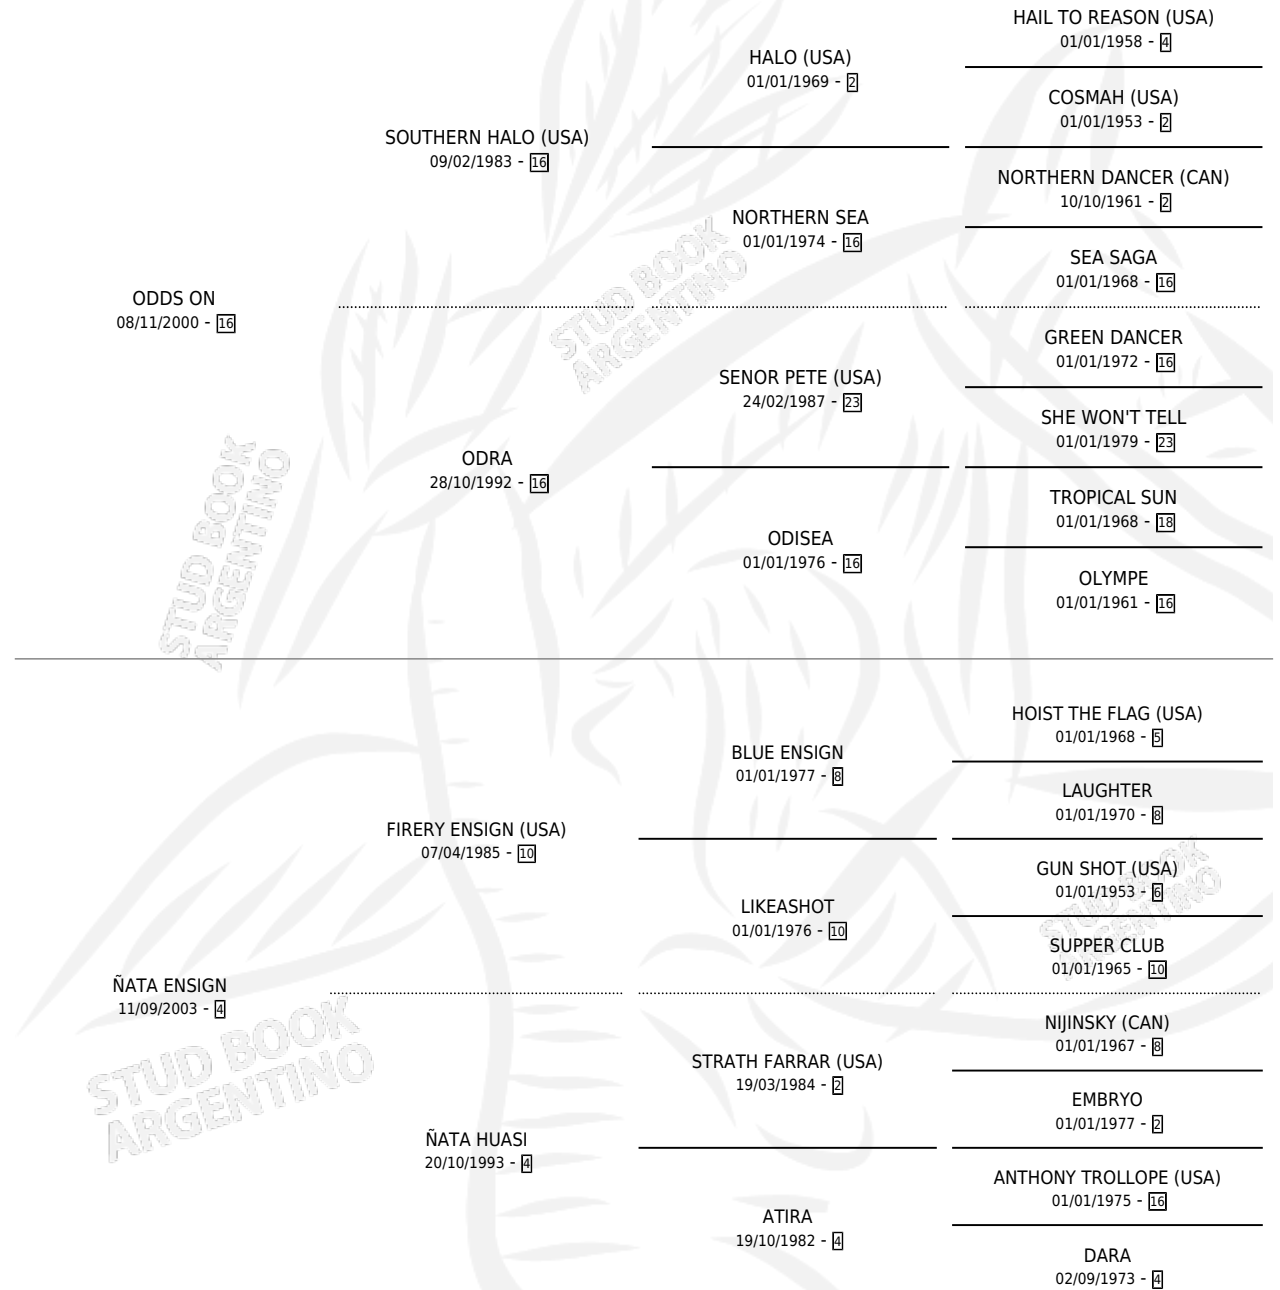 HAIL TO REASON (USA)
01/01/1958 - 4
HALO (USA)
01/01/1969 - 2
COSMAH (USA)
01/01/1953 - 2
SOUTHERN HALO (USA)
09/02/1983 - 16
NORTHERN DANCER (CAN)
10/10/1961 - 2
NORTHERN SEA
01/01/1974 - 16
SEA SAGA
01/01/1968 - 16
ODDS ON
08/11/2000 - 16
STUD BOOK
ARGENTINO
GREEN DANCER
01/01/1972 - 16
SENOR PETE (USA)
24/02/1987 - 23
SHE WON'T TELL
01/01/1979 - 23
ODRA
28/10/1992 - 16
TROPICAL SUN
01/01/1968 - 18
ODISEA
01/01/1976 - 16
OLYMPE
01/01/1961 - 16
STUD BOOK
ARGENTINO
HOIST THE FLAG (USA)
01/01/1968 - 5
BLUE ENSIGN
01/01/1977 - 8
LAUGHTER
01/01/1970 - 8
FIRERY ENSIGN (USA)
07/04/1985 - 10
GUN SHOT (USA)
01/01/1953 - 6
LIKEASHOT
01/01/1976 - 10
STUD BOOK
ARGENTINO
SUPPER CLUB
01/01/1965 - 10
ÑATA ENSIGN
11/09/2003 - 4
STUD BOOK
ARGENTINO
NIJINSKY (CAN)
01/01/1967 - 8
STRATH FARRAR (USA)
19/03/1984 - 2
EMBRYO
01/01/1977 - 2
ÑATA HUASI
20/10/1993 - 4
ANTHONY TROLLOPE (USA)
01/01/1975 - 16
ATIRA
19/10/1982 - 4
DARA
02/09/1973 - 4